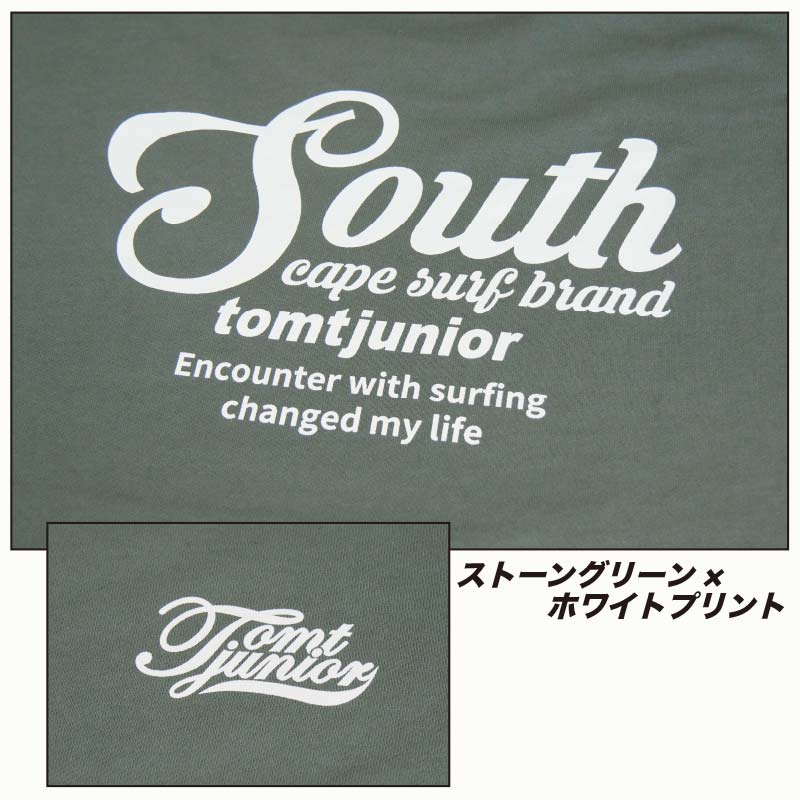 South
cape surf brand
tomtjunior
Encounter with surfing
changed my life
Tomt
junior
ストーングリーン×
ホワイトプリント